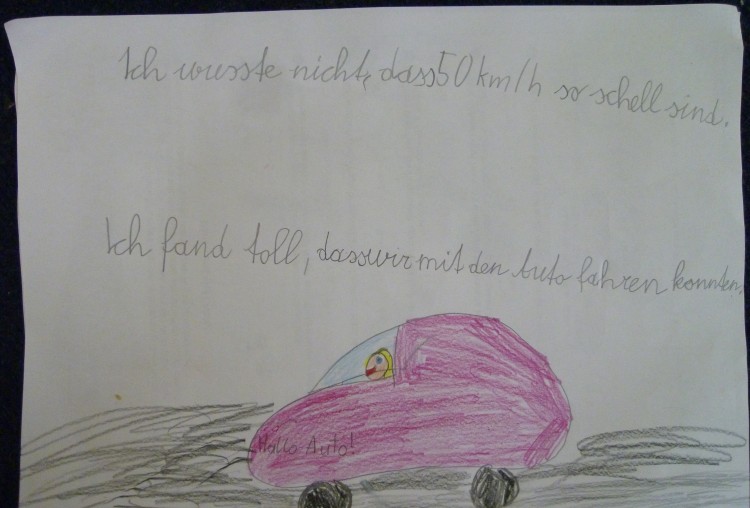 Ich wusste nicht, dass 50 km/h so schell sind.
Ich fand toll, dass wir mit den Auto fahren konnten.
Hallo Auto!